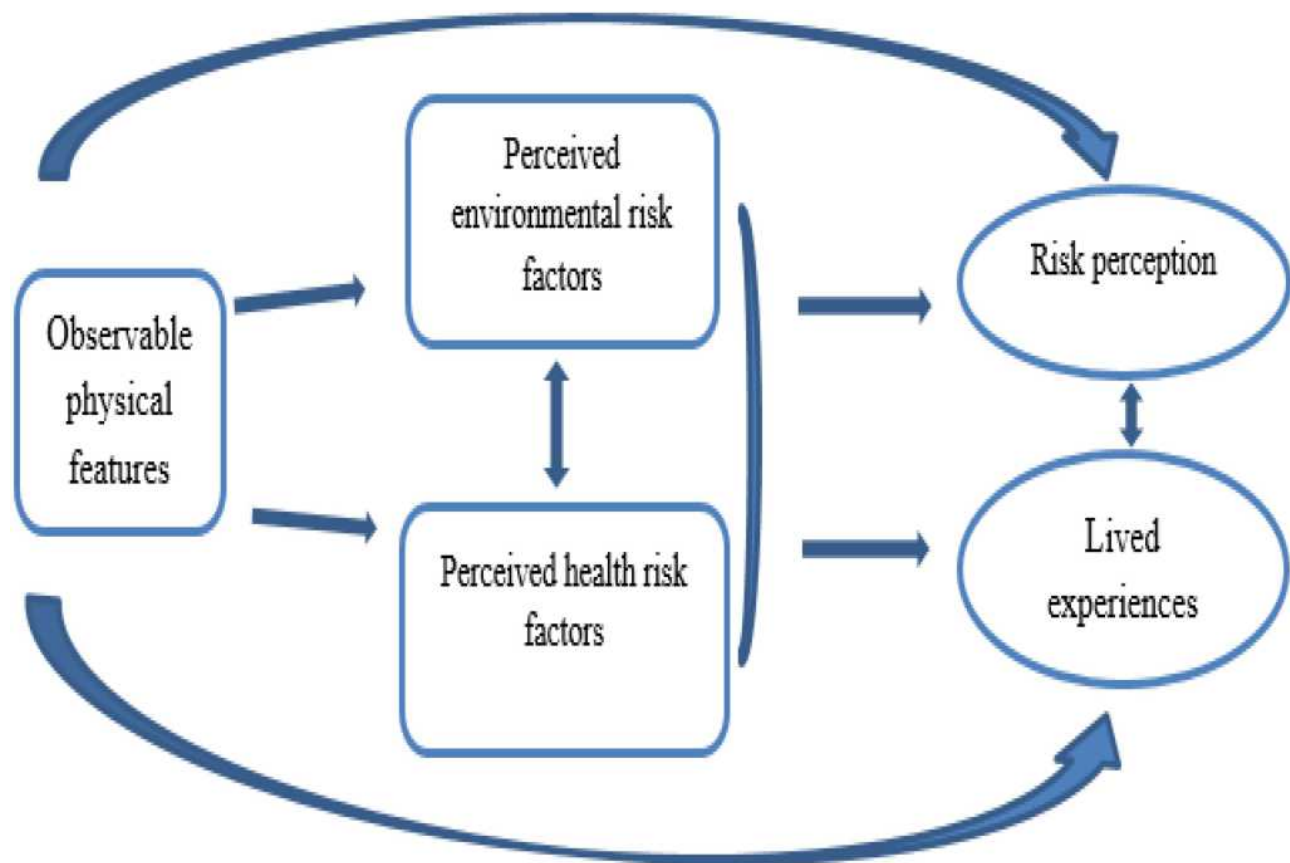 Observable
physical
features
Perceived
environmental risk
factors
Perceived health risk
factors
Risk perception
Lived
experiences